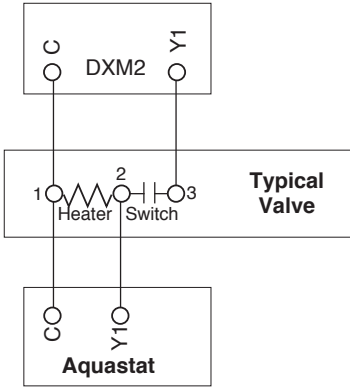 C
DXM2
Y1
1
2
3
Heater
Switch
Typical
Valve
C
Y1
Aquastat